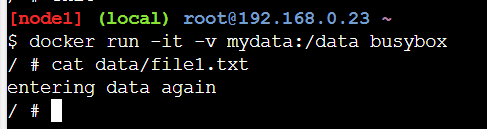 [node1] (local) root@192.168.0.23 ~
$ docker run -it -v mydata:/data busybox
/ # cat data/file1.txt
entering data again
/ #